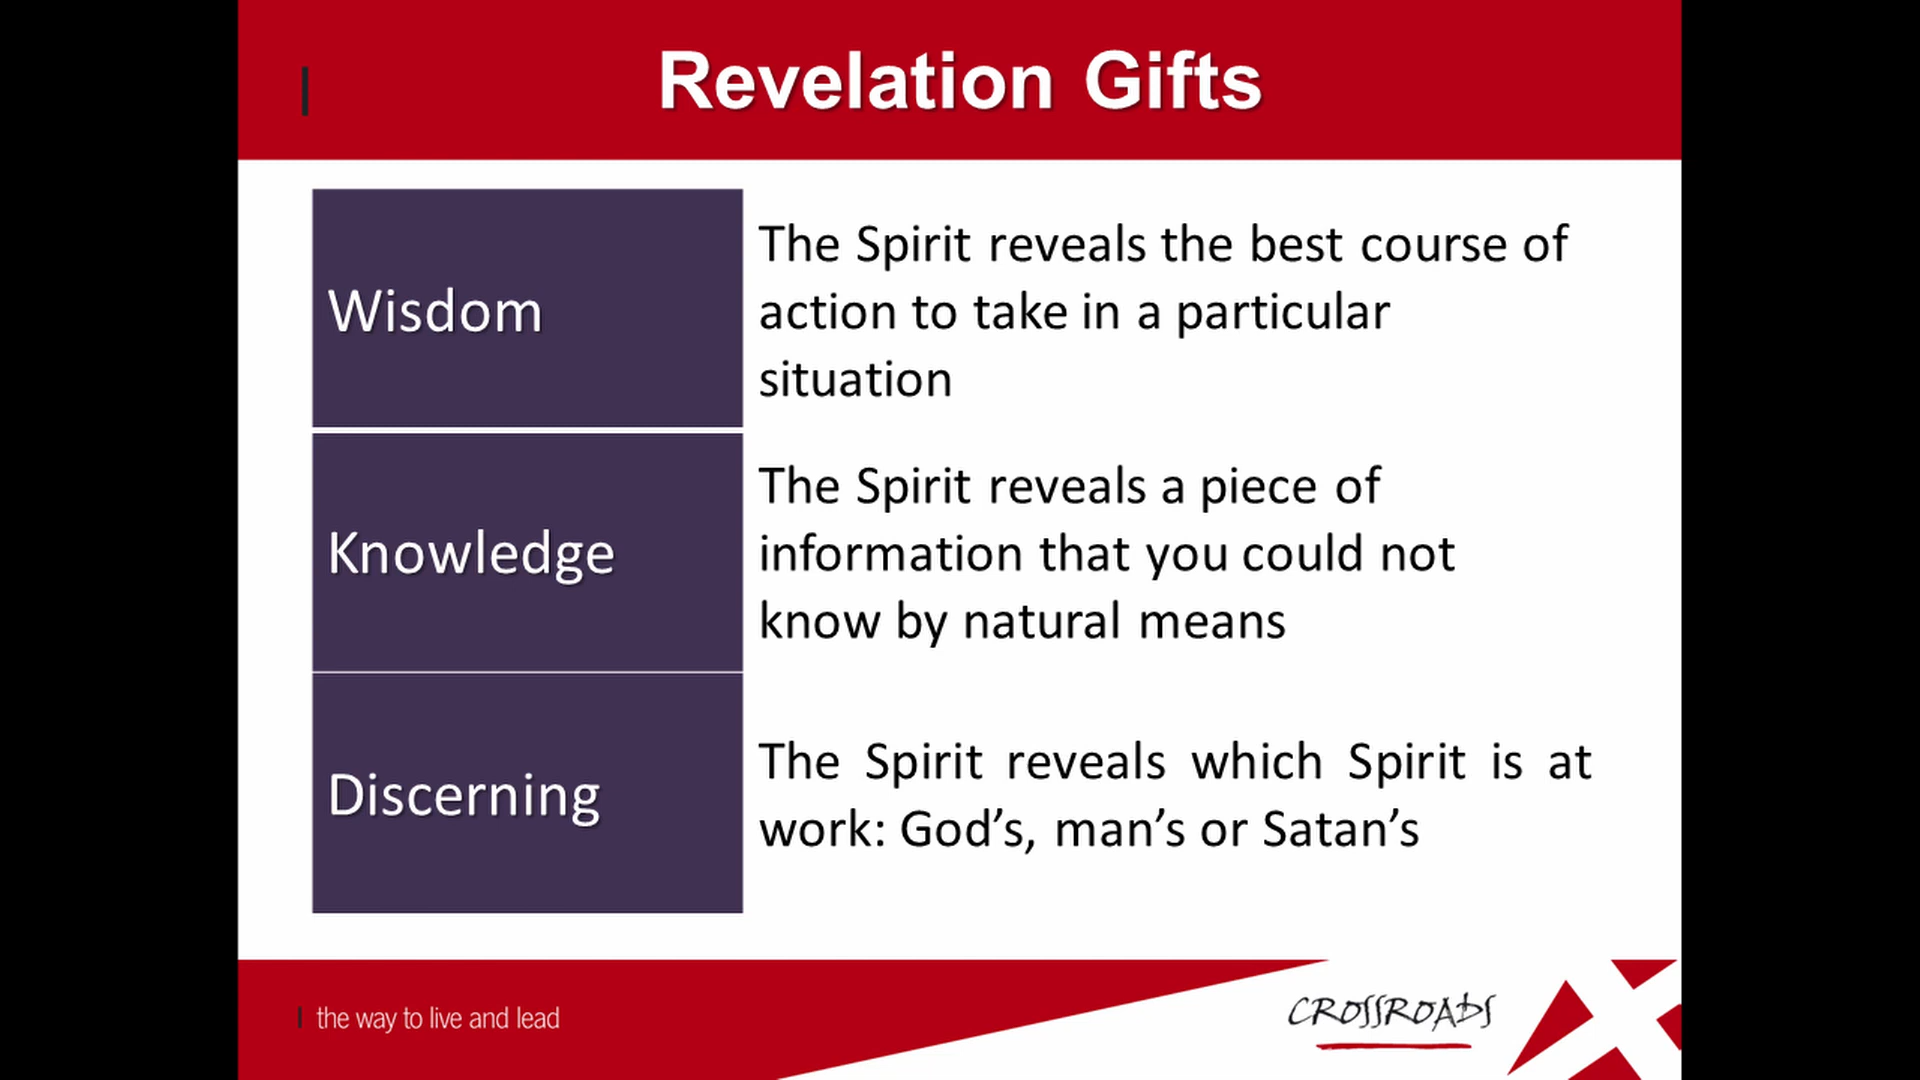 Revelation Gifts
Wisdom
The Spirit reveals the best course of
action to take in a particular
situation
Knowledge
The Spirit reveals a piece of
information that you could not
know by natural means
Discerning
The Spirit reveals which Spirit is at
work: God’s, man’s or Satan’s
the way to live and lead
CROSSROADS